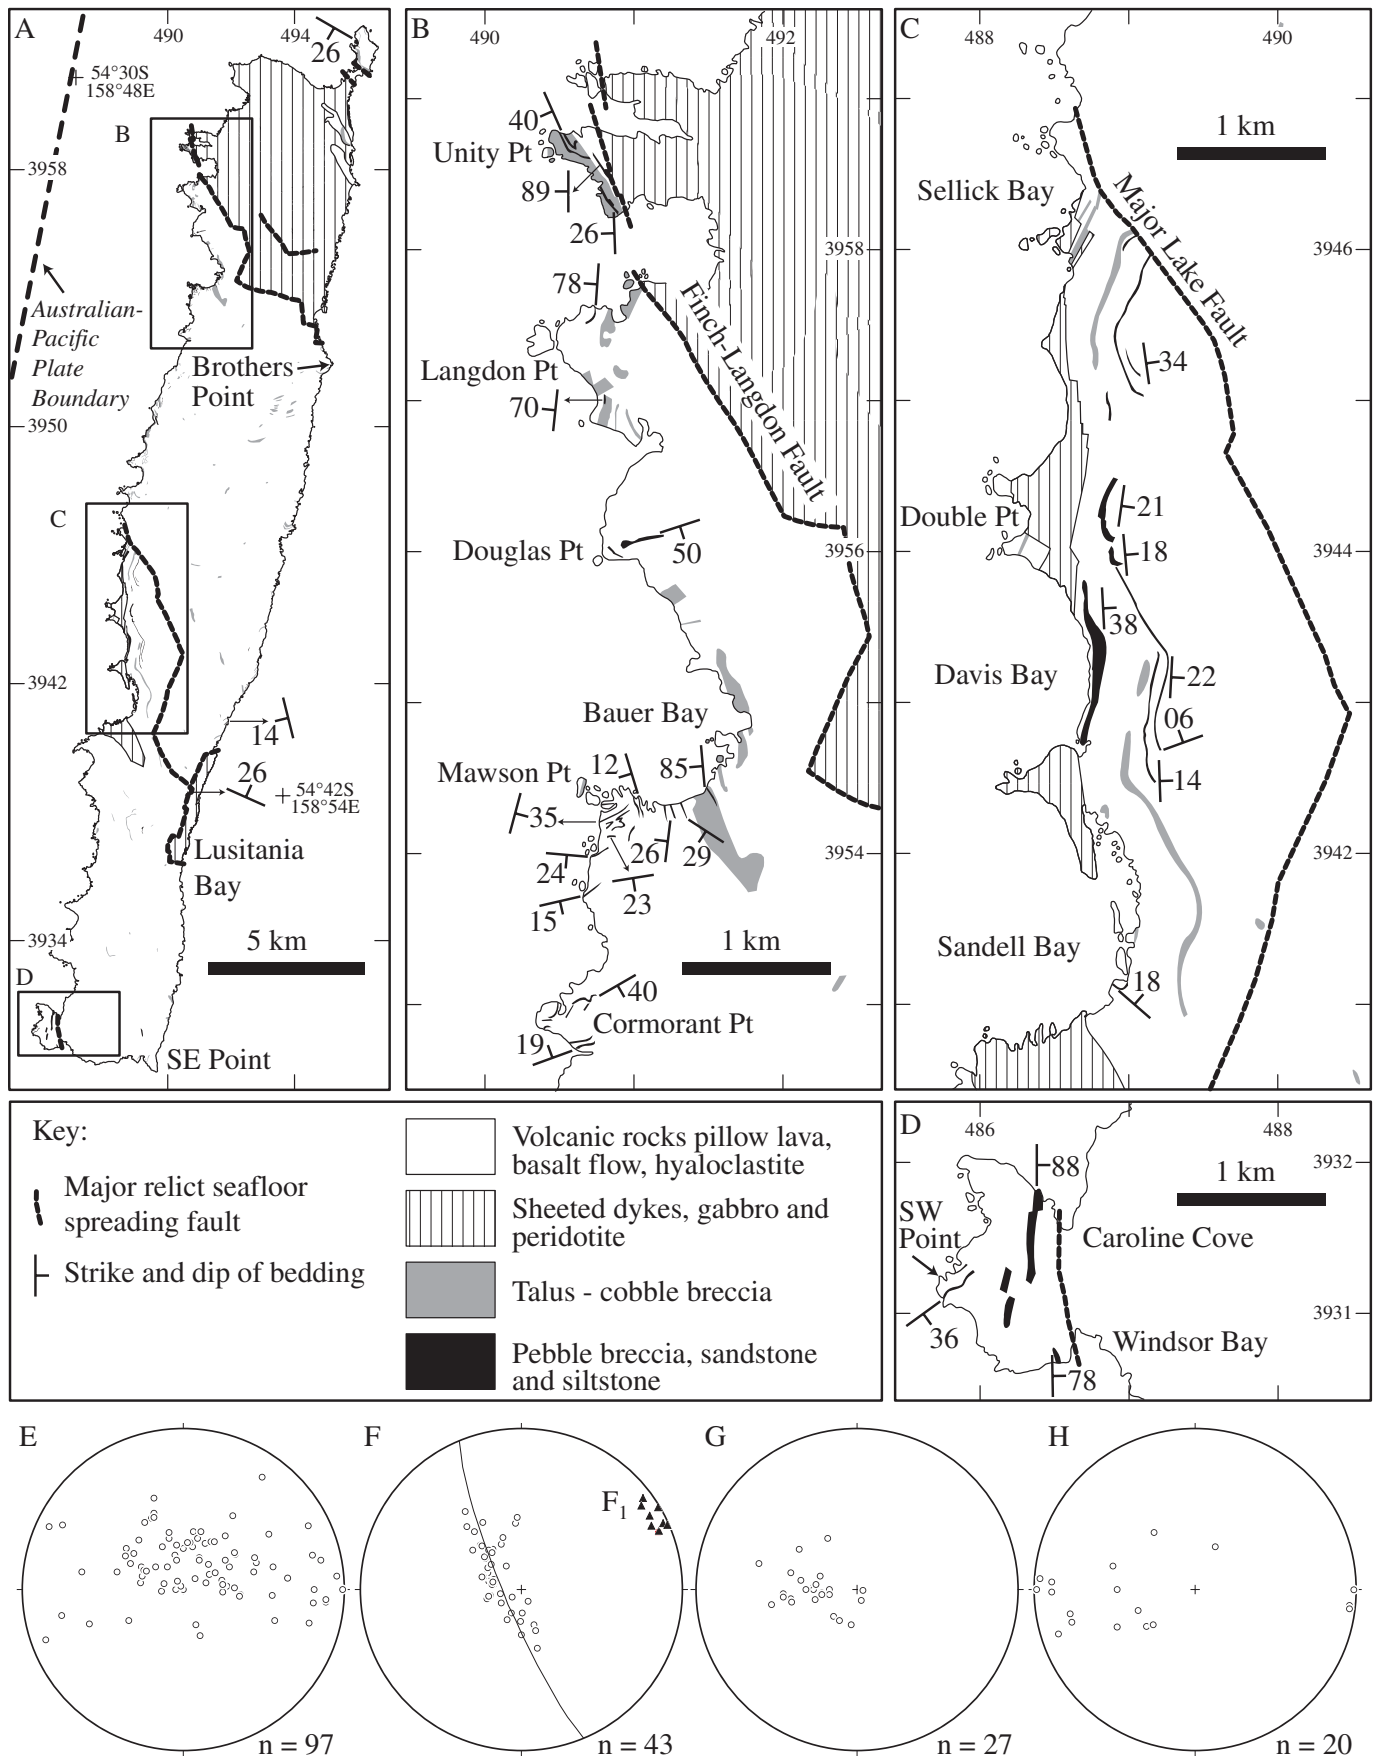 A
490
494
26
54°30S
158°48E
B
3958
Australian-
Pacific
Plate
Boundary
Brothers
Point
3950
C
3942
14
26
54°42S
158°54E
Lusitania
Bay
3934
5 km
D
SE Point
B
490
492
40
Unity Pt
89
26
3958
78
Finch-Langdon Fault
Langdon Pt
70
Douglas Pt
50
3956
Bauer Bay
12
85
Mawson Pt
35
26
29
3954
24
23
15
1 km
40
Cormorant Pt
19
C
488
490
1 km
Sellick Bay
Major Lake Fault
3946
34
Double Pt
21
18
3944
38
Davis Bay
22
06
14
3942
Sandell Bay
18
Key:
Major relict seafloor
spreading fault
Strike and dip of bedding
Volcanic rocks pillow lava,
basalt flow, hyaloclastite
Sheeted dykes, gabbro and
peridotite
Talus - cobble breccia
Pebble breccia, sandstone
and siltstone
D
486
488
88
3932
1 km
SW
Point
Caroline Cove
3931
36
Windsor Bay
78
E
n = 97
F
F1
n = 43
G
n = 27
H
n = 20